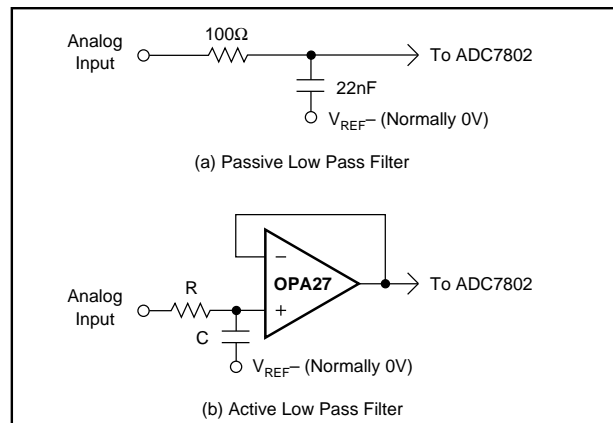 Analog
Input
100Ω
To ADC7802
22nF
VREF– (Normally 0V)
(a) Passive Low Pass Filter
Analog
Input
R
C
–
+
OPA27
To ADC7802
VREF– (Normally 0V)
(b) Active Low Pass Filter